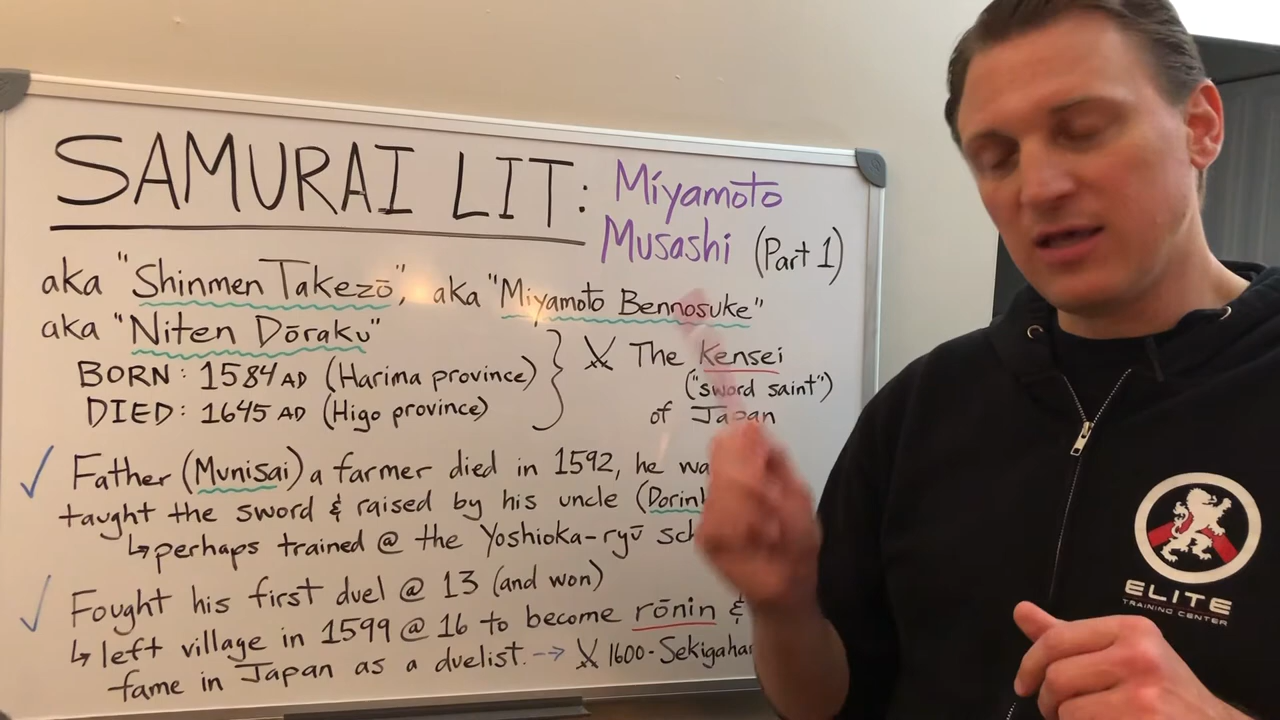 SAMURAI LIT: Miyamoto
Musashi (Part 1)
aka "Shinmen Takezō", aka "Miyamoto Bennosuke"
aka "Niten Dōraku"
BORN: 1584 AD (Harima province)
DIED: 1645 AD (Higo province)
The Kensei
("sword saint")
of Japan
✓ Father (Munisai) a farmer died in 1592, he wa
taught the sword & raised by his uncle (Dorin
↳ perhaps trained @ the Yoshioka-ryū sch
✓ Fought his first duel @ 13 (and won)
↳ left village in 1599 @ 16 to become rōnin &
fame in Japan as a duelist. --> 1600 - Sekigahar
ELITE
TRAINING CENTER